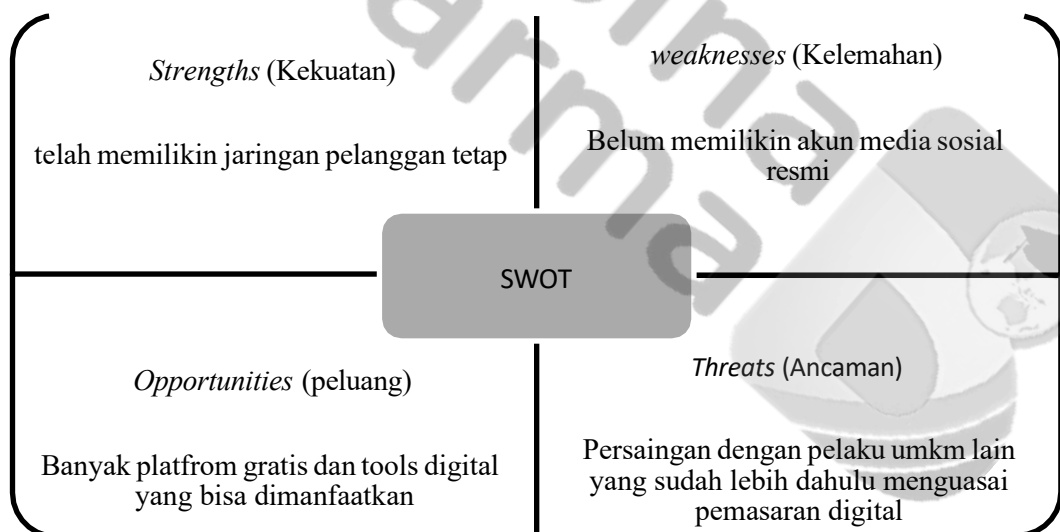 Strengths (Kekuatan)
telah memilikin jaringan pelanggan tetap
weaknesses (Kelemahan)
Belum memilikin akun media sosial
resmi
SWOT
Opportunities (peluang)
Banyak platfrom gratis dan tools digital
yang bisa dimanfaatkan
Threats (Ancaman)
Persaingan dengan pelaku umkm lain
yang sudah lebih dahulu menguasai
pemasaran digital